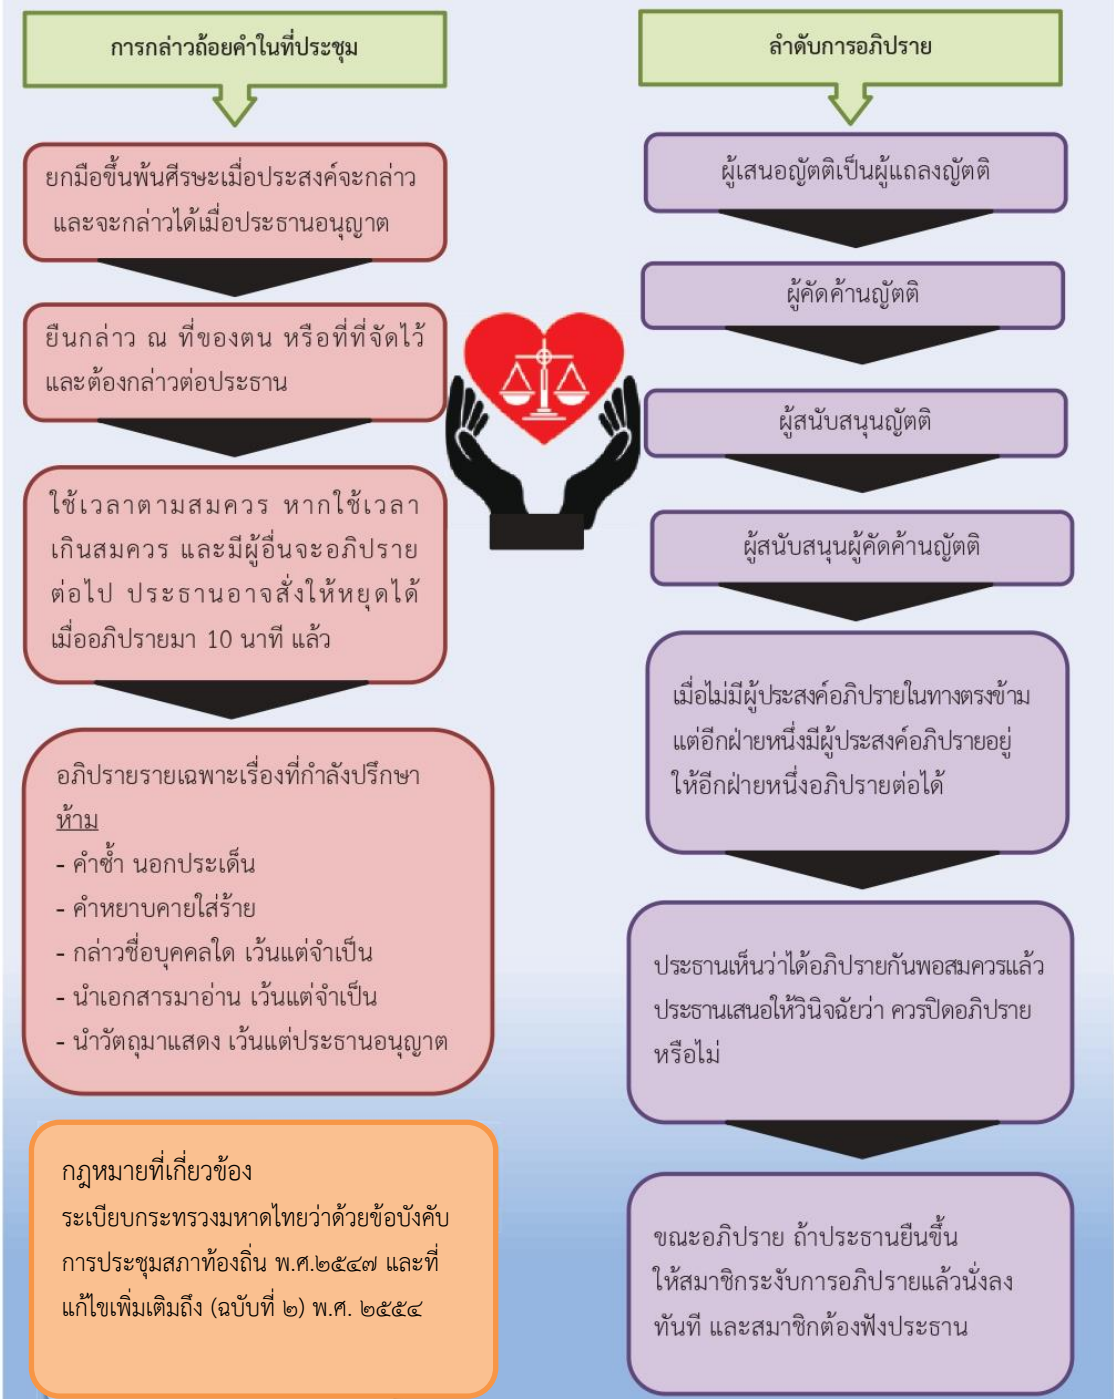 การกล่าวถ้อยคำในที่ประชุม
ยกมือขึ้นพ้นศีรษะเมื่อประสงค์จะกล่าว
และจะกล่าวได้เมื่อประธานอนุญาต
ยืนกล่าว ณ ที่ของตน หรือที่ที่จัดไว้
และต้องกล่าวต่อประธาน
ใช้เวลาตามสมควร หากใช้เวลา
เกินสมควร และมีผู้อื่นจะอภิปราย
ต่อไป ประธานอาจสั่งให้หยุดได้
เมื่ออภิปรายมา 10 นาที แล้ว
อภิปรายรายเฉพาะเรื่องที่กำลังปรึกษา
ห้าม
- คำซ้ำ นอกประเด็น
- คำหยาบคายใส่ร้าย
- กล่าวชื่อบุคคลใด เว้นแต่จำเป็น
- นำเอกสารมาอ่าน เว้นแต่จำเป็น
- นำวัตถุมาแสดง เว้นแต่ประธานอนุญาต
กฎหมายที่เกี่ยวข้อง
ระเบียบกระทรวงมหาดไทยว่าด้วยข้อบังคับ
การประชุมสภาท้องถิ่น พ.ศ.๒๕๔๗ และที่
แก้ไขเพิ่มเติมถึง (ฉบับที่ ๒) พ.ศ. ๒๕๕๔
ลำดับการอภิปราย
ผู้เสนอญัตติเป็นผู้แถลงญัตติ
ผู้คัดค้านญัตติ
ผู้สนับสนุนญัตติ
ผู้สนับสนุนผู้คัดค้านญัตติ
เมื่อไม่มีผู้ประสงค์อภิปรายในทางตรงข้าม
แต่อีกฝ่ายหนึ่งมีผู้ประสงค์อภิปรายอยู่
ให้อีกฝ่ายหนึ่งอภิปรายต่อได้
ประธานเห็นว่าได้อภิปรายกันพอสมควรแล้ว
ประธานเสนอให้วินิจฉัยว่า ควรปิดอภิปราย
หรือไม่
ขณะอภิปราย ถ้าประธานยืนขึ้น
ให้สมาชิกระงับการอภิปรายแล้วนั่งลง
ทันที และสมาชิกต้องฟังประธาน